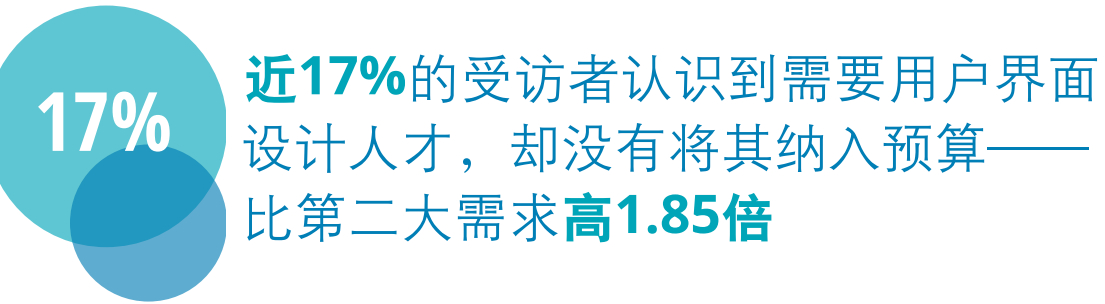 17%
近17%的受访者认识到需要用户界面
设计人才，却没有将其纳入预算——
比第二大需求高1.85倍